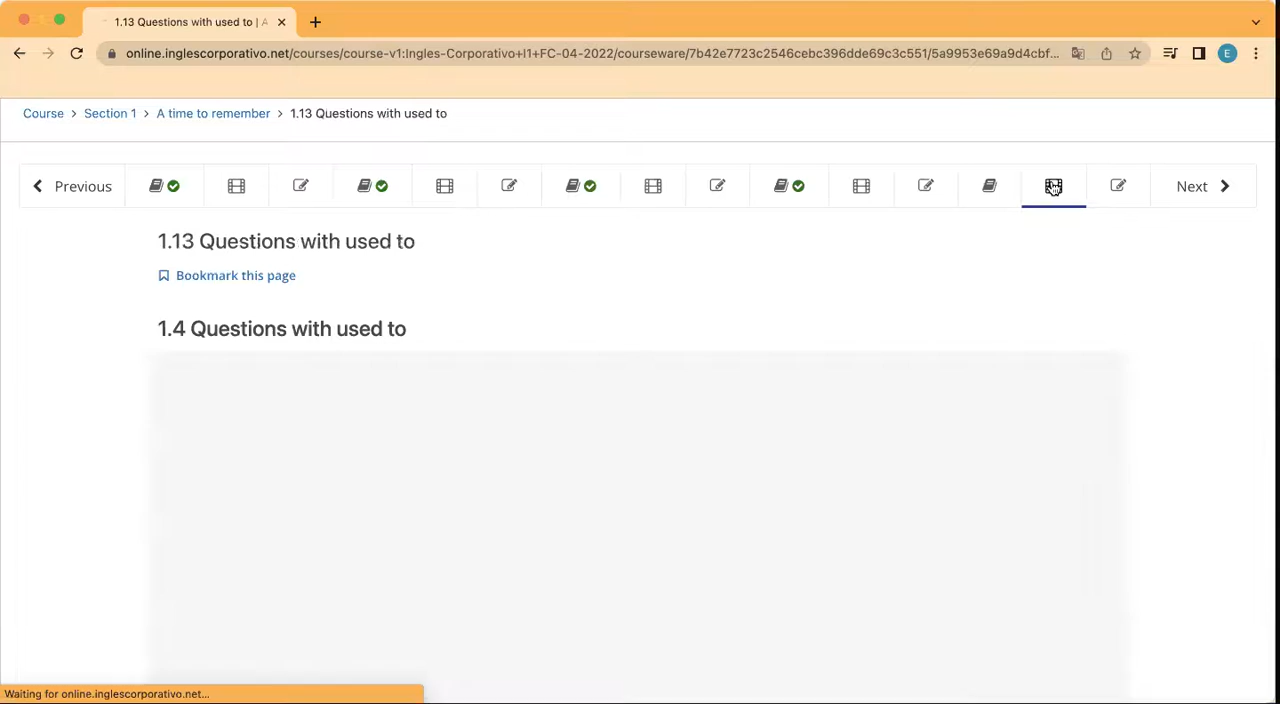 1.13 Questions with used to | A
online.inglescorporativo.net/courses/course-v1:Ingles-Corporativo+I1+FC-04-2022/courseware/7b42e7723c2546cebc396dde69c3c551/5a9953e69a9d4cbf...
E
Course > Section 1 > A time to remember > 1.13 Questions with used to
Previous
Next
1.13 Questions with used to
Bookmark this page
1.4 Questions with used to
Waiting for online.inglescorporativo.net...